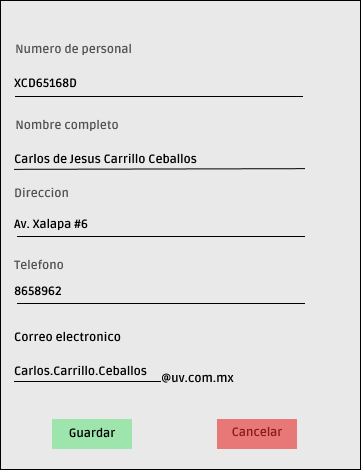 Numero de personal
XCD65168D
Nombre completo
Carlos de Jesus Carrillo Ceballos
Direccion
Av. Xalapa #6
Telefono
8658962
Correo electronico
Carlos.Carrillo.Ceballos @uv.com.mx
Guardar Cancelar